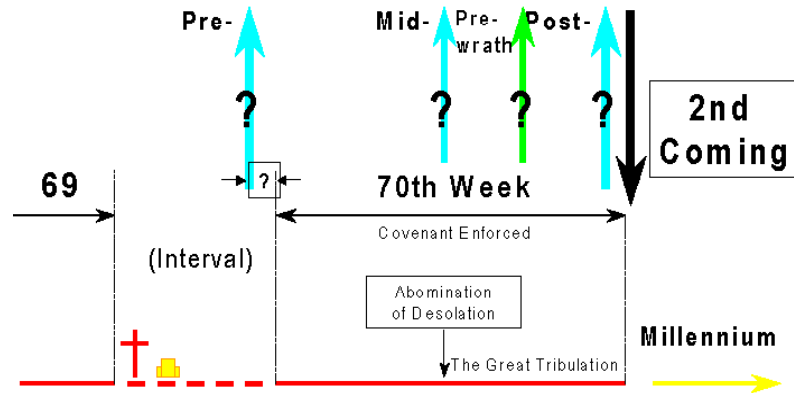 Pre-
Mid-
Pre-
wrath
Post-
?
?
?
?
2nd
Coming
69
?
70th Week
Covenant Enforced
(Interval)
Abomination
of Desolation
Millennium
The Great Tribulation